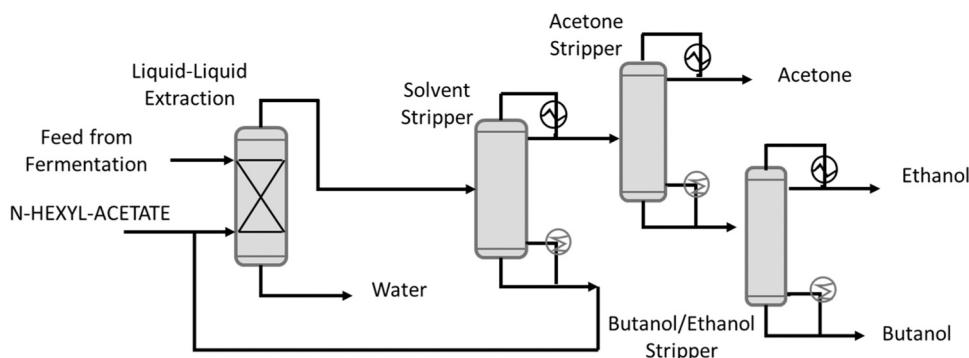 Liquid-Liquid
Extraction
Feed from
Fermentation
N-HEXYL-ACETATE
Water
Solvent
Stripper
Acetone
Stripper
Acetone
Ethanol
Butanol/Ethanol
Stripper
Butanol